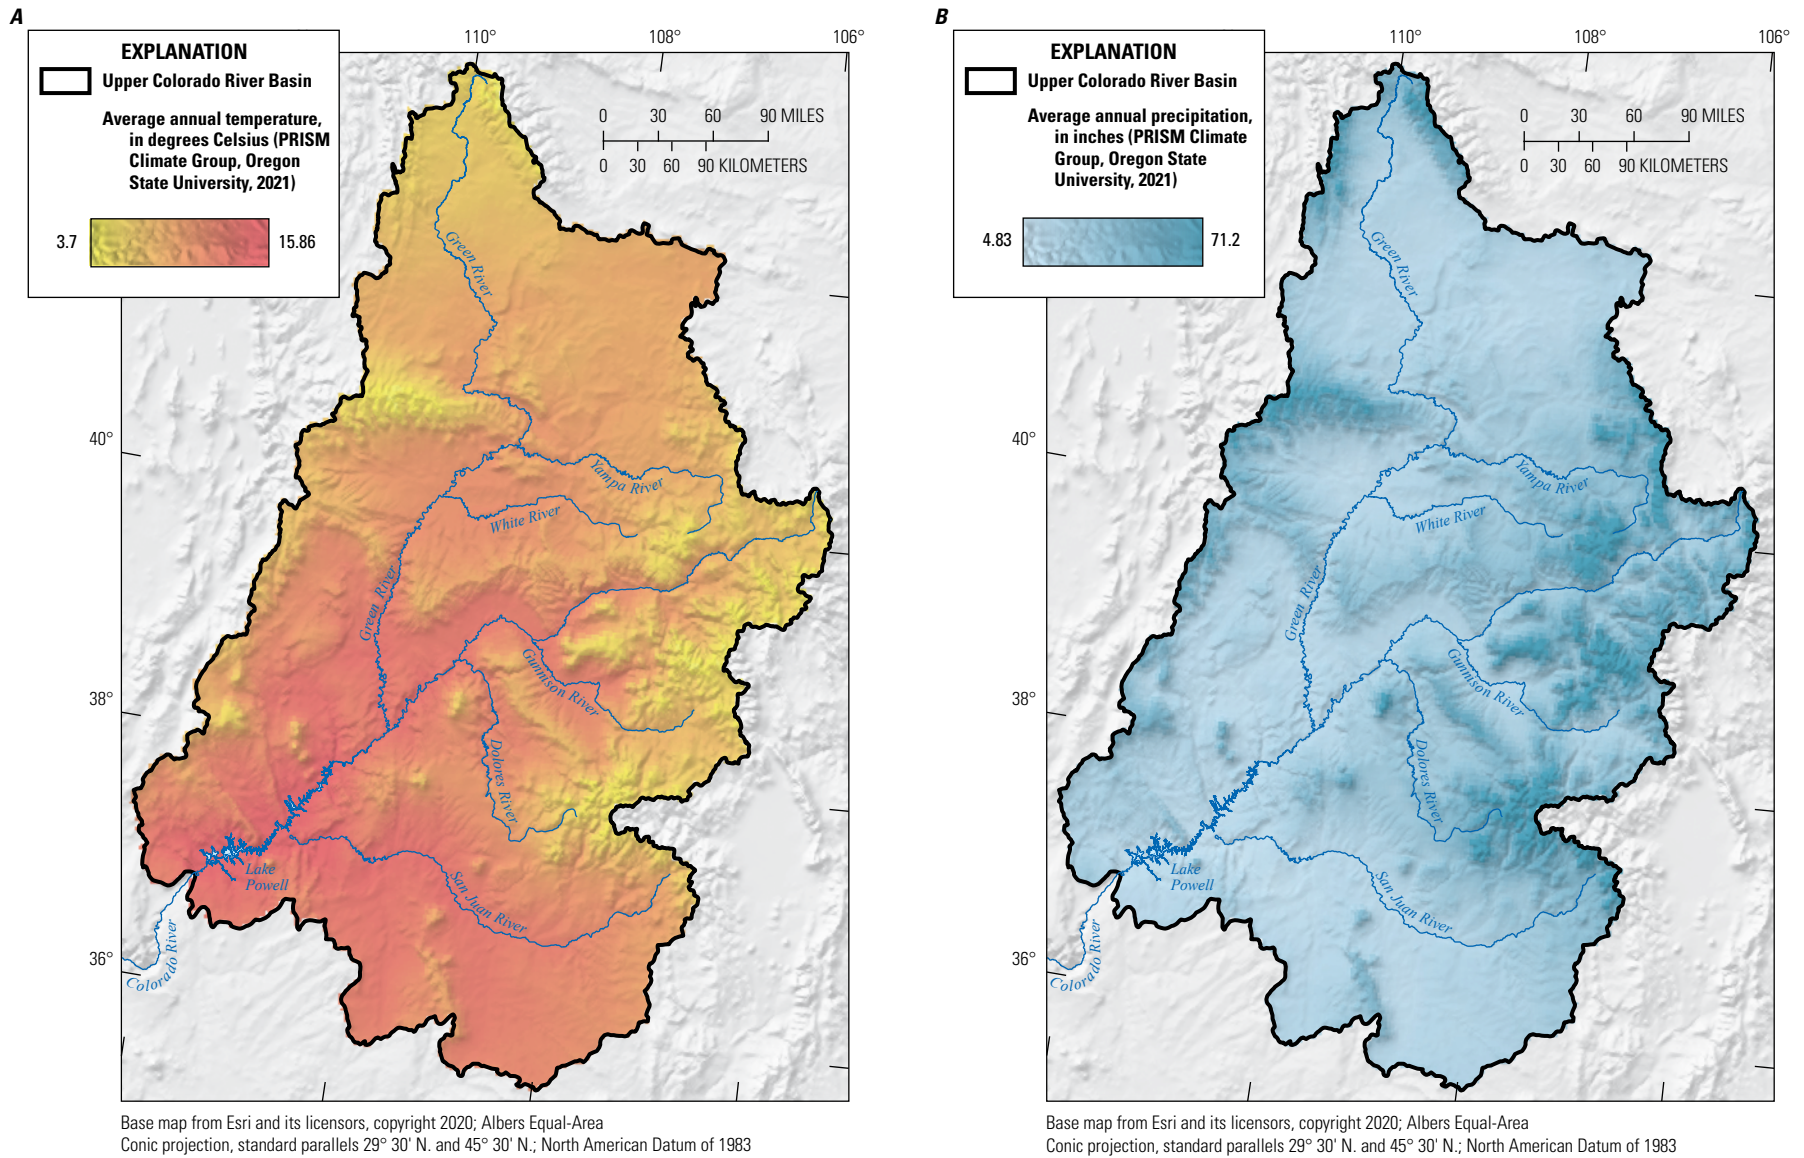 A
EXPLANATION
Upper Colorado River Basin
Average annual temperature,
in degrees Celsius (PRISM
Climate Group, Oregon
State University, 2021)
3.7
15.86
110°
108°
106°
0 30 60 90 MILES
0 30 60 90 KILOMETERS
40°
38°
36°
Green River
Yampa River
White River
Green River
Gunnison River
Dolores River
Lake
Powell
San Juan River
Colorado River
Base map from Esri and its licensors, copyright 2020; Albers Equal-Area
Conic projection, standard parallels 29° 30' N. and 45° 30' N.; North American Datum of 1983
B
EXPLANATION
Upper Colorado River Basin
Average annual precipitation,
in inches (PRISM Climate
Group, Oregon State
University, 2021)
4.83
71.2
110°
108°
106°
0 30 60 90 MILES
0 30 60 90 KILOMETERS
40°
38°
36°
Green River
Yampa River
White River
Green River
Gunnison River
Dolores River
Lake
Powell
San Juan River
Colorado River
Base map from Esri and its licensors, copyright 2020; Albers Equal-Area
Conic projection, standard parallels 29° 30' N. and 45° 30' N.; North American Datum of 1983